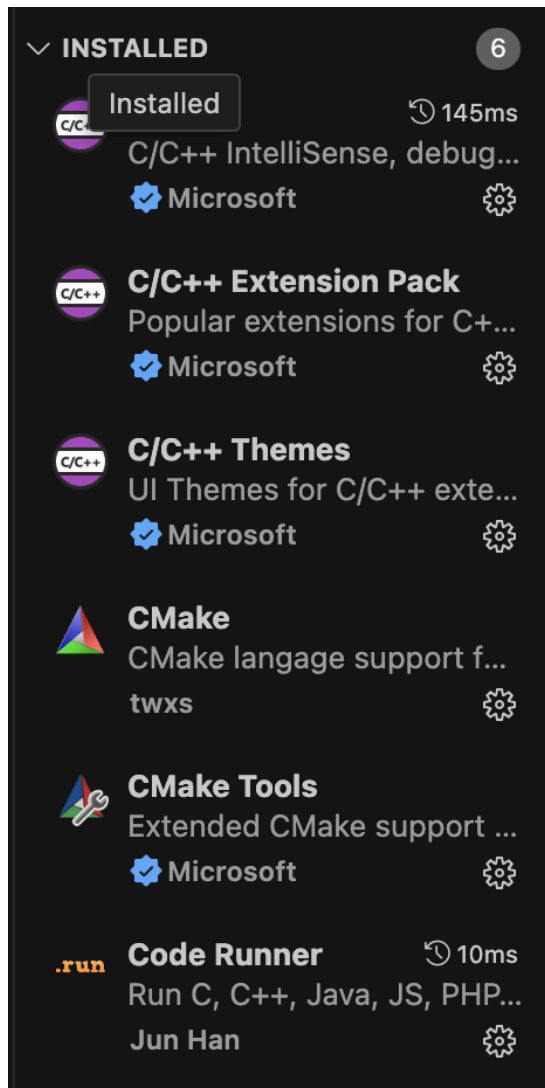 INSTALLED 6
Installed
C/C++ 145ms
C/C++ IntelliSense, debug...
Microsoft
C/C++ C/C++ Extension Pack
Popular extensions for C+...
Microsoft
C/C++ C/C++ Themes
UI Themes for C/C++ exte...
Microsoft
CMake
CMake langage support f...
twxs
CMake Tools
Extended CMake support ...
Microsoft
.run Code Runner 10ms
Run C, C++, Java, JS, PHP...
Jun Han